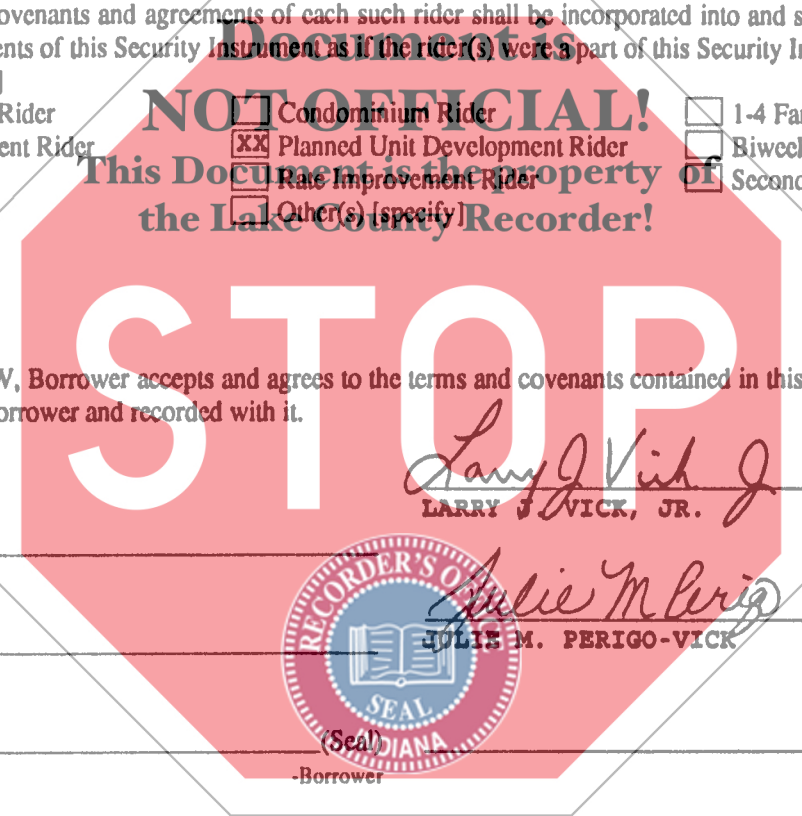 ovenants and agreements of each such rider shall be incorporated into and s
Document is
ents of this Security Instrument as if the rider(s) were a part of this Security In
]
NOT OFFICIAL!
Rider
Condominium Rider
1-4 Fa
ent Rider
XX Planned Unit Development Rider
Biweek
This Document is the property of
Rate Improvement Rider
Second
the Lake County Recorder!
Other(s) [specify]
STOP
W, Borrower accepts and agrees to the terms and covenants contained in this
orrower and recorded with it.
Larry J Vick J
LARRY J. VICK, JR.
RECORDER'S OFFICE
Julie M Perigo
JULIE M. PERIGO-VICK
SEAL
INDIANA
(Seal)
-Borrower